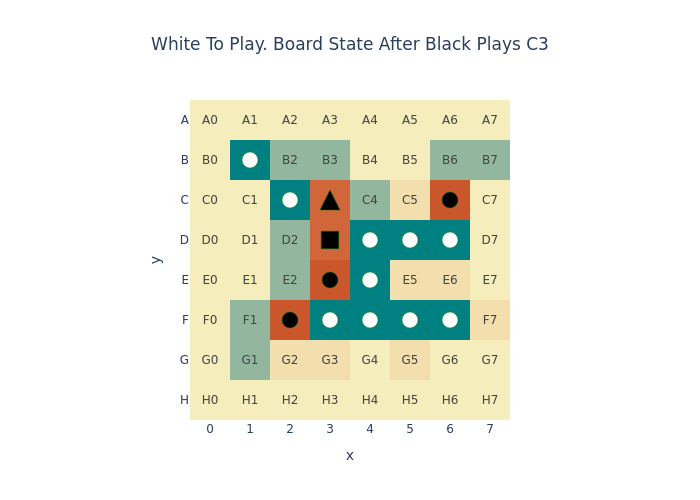 White To Play. Board State After Black Plays C3
A A0 A1 A2 A3 A4 A5 A6 A7
B B0 B2 B3 B4 B5 B6 B7
C C0 C1 C4 C5 C7
D D0 D1 D2 D7
y
E E0 E1 E2 E5 E6 E7
F F0 F1 F7
G G0 G1 G2 G3 G4 G5 G6 G7
H H0 H1 H2 H3 H4 H5 H6 H7
0 1 2 3 4 5 6 7
x